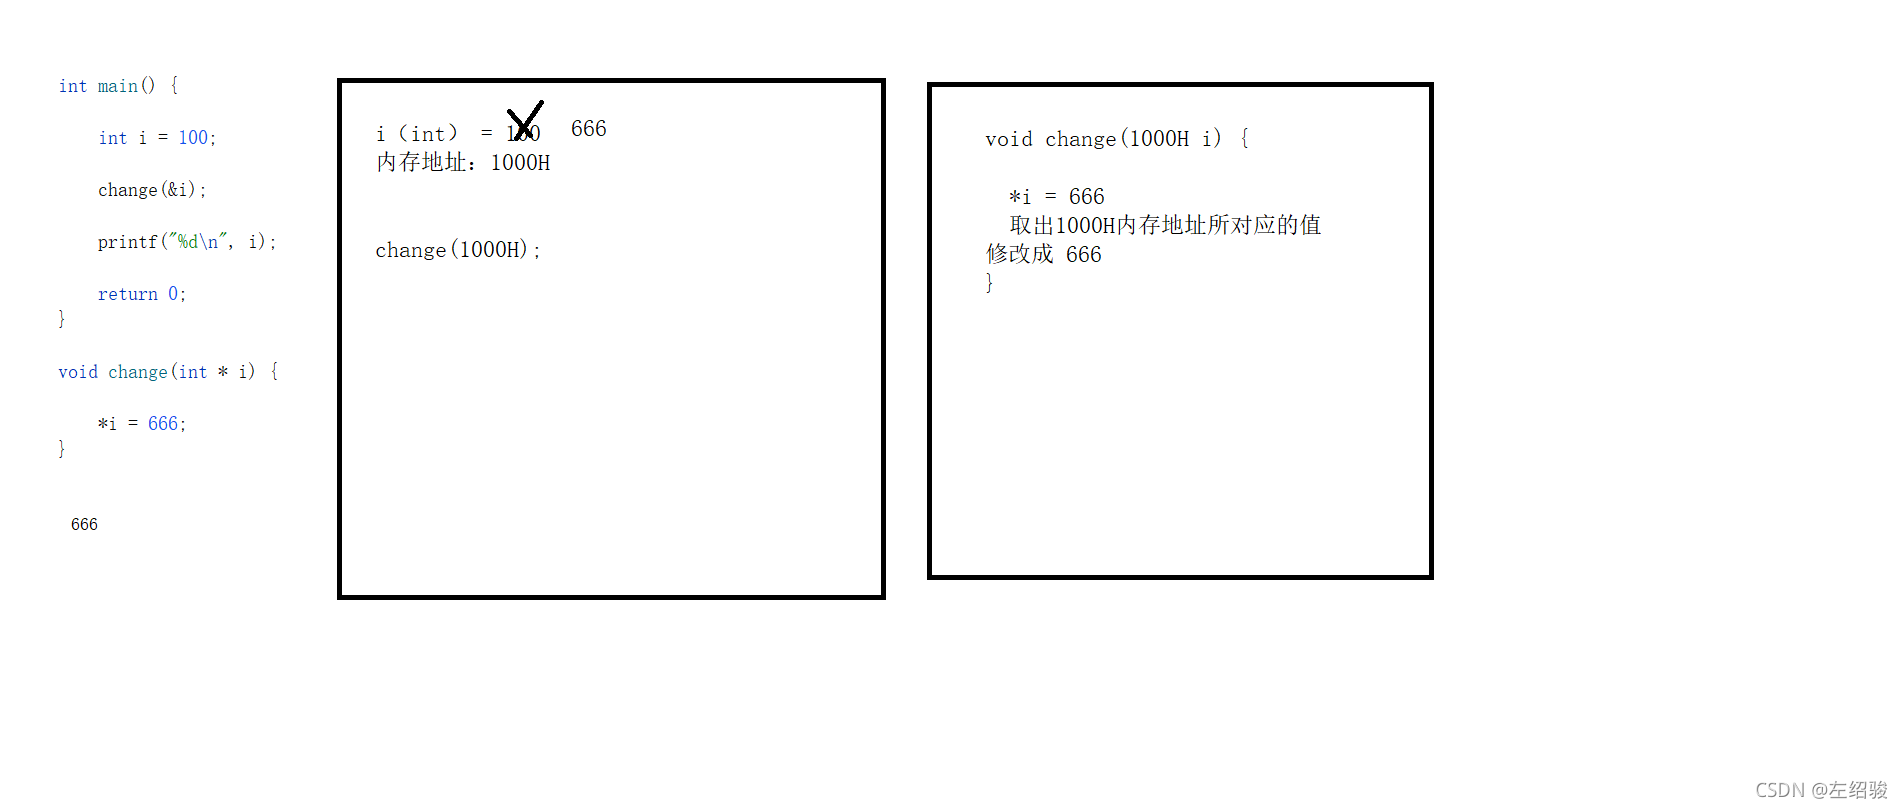 int main() {
int i = 100;
change(&i);
printf("%d\n", i);
return 0;
}
void change(int * i) {
*i = 666;
}
666
i（int） = 100 666
内存地址：1000H
change(1000H);
void change(1000H i) {
*i = 666
取出1000H内存地址所对应的值
修改成 666
}
CSDN @左绍骏